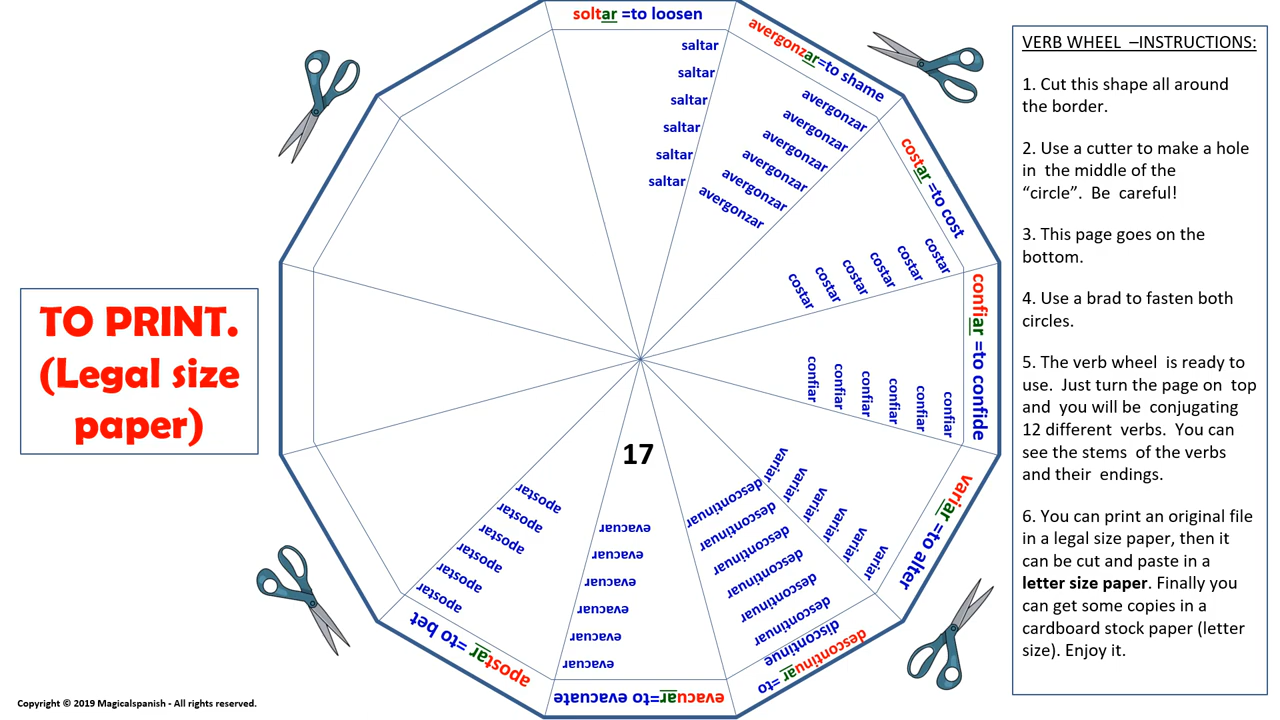 soltar =to loosen
saltar
saltar
saltar
saltar
saltar
saltar
avergonzar=to shame
avergonzar
avergonzar
avergonzar
avergonzar
avergonzar
avergonzar
costar =to cost
costar
costar
costar
costar
costar
costar
confiar =to confide
confiar
confiar
confiar
confiar
confiar
confiar
variar =to alter
variar
variar
variar
variar
variar
variar
descontinuar =to
discontinue
descontinuar
descontinuar
descontinuar
descontinuar
descontinuar
descontinuar
evacuar=to evacuate
evacuar
evacuar
evacuar
evacuar
evacuar
evacuar
apostar =to bet
apostar
apostar
apostar
apostar
apostar
17
TO PRINT.
(Legal size
paper)
VERB WHEEL –INSTRUCTIONS:
1. Cut this shape all around
the border.
2. Use a cutter to make a hole
in the middle of the
“circle”. Be careful!
3. This page goes on the
bottom.
4. Use a brad to fasten both
circles.
5. The verb wheel is ready to
use. Just turn the page on top
and you will be conjugating
12 different verbs. You can
see the stems of the verbs
and their endings.
6. You can print an original file
in a legal size paper, then it
can be cut and paste in a
letter size paper. Finally you
can get some copies in a
cardboard stock paper (letter
size). Enjoy it.
Copyright © 2019 Magicalspanish - All rights reserved.